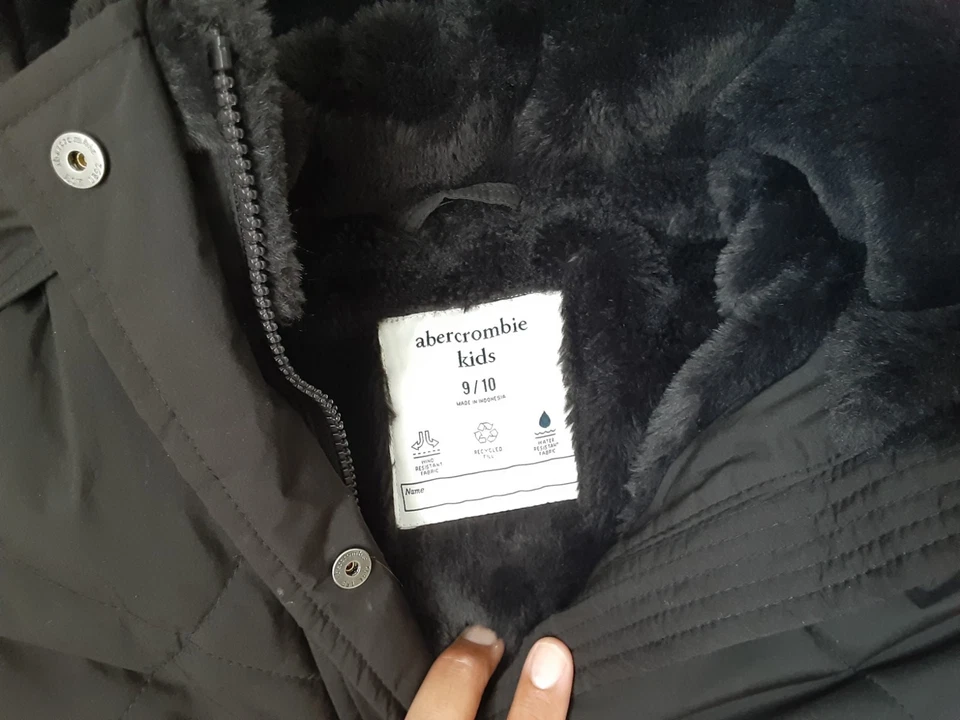 abercrombie
kids
9/10
MADE IN INDONESIA
WIND
RESISTANT
FABRIC
RECYCLED
FILL
WATER
RESISTANT
FABRIC
Name